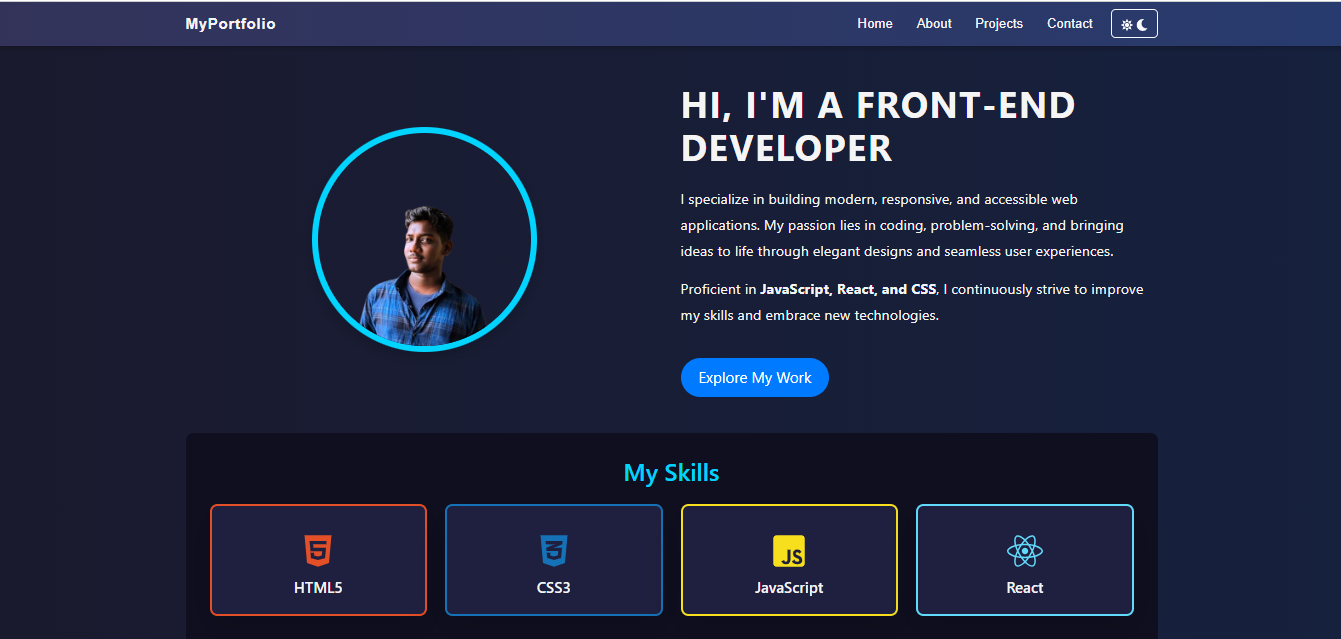 MyPortfolio
Home About Projects Contact
HI, I'M A FRONT-END
DEVELOPER
I specialize in building modern, responsive, and accessible web
applications. My passion lies in coding, problem-solving, and bringing
ideas to life through elegant designs and seamless user experiences.
Proficient in JavaScript, React, and CSS, I continuously strive to improve
my skills and embrace new technologies.
Explore My Work
My Skills
5
3
JS
HTML5
CSS3
JavaScript
React